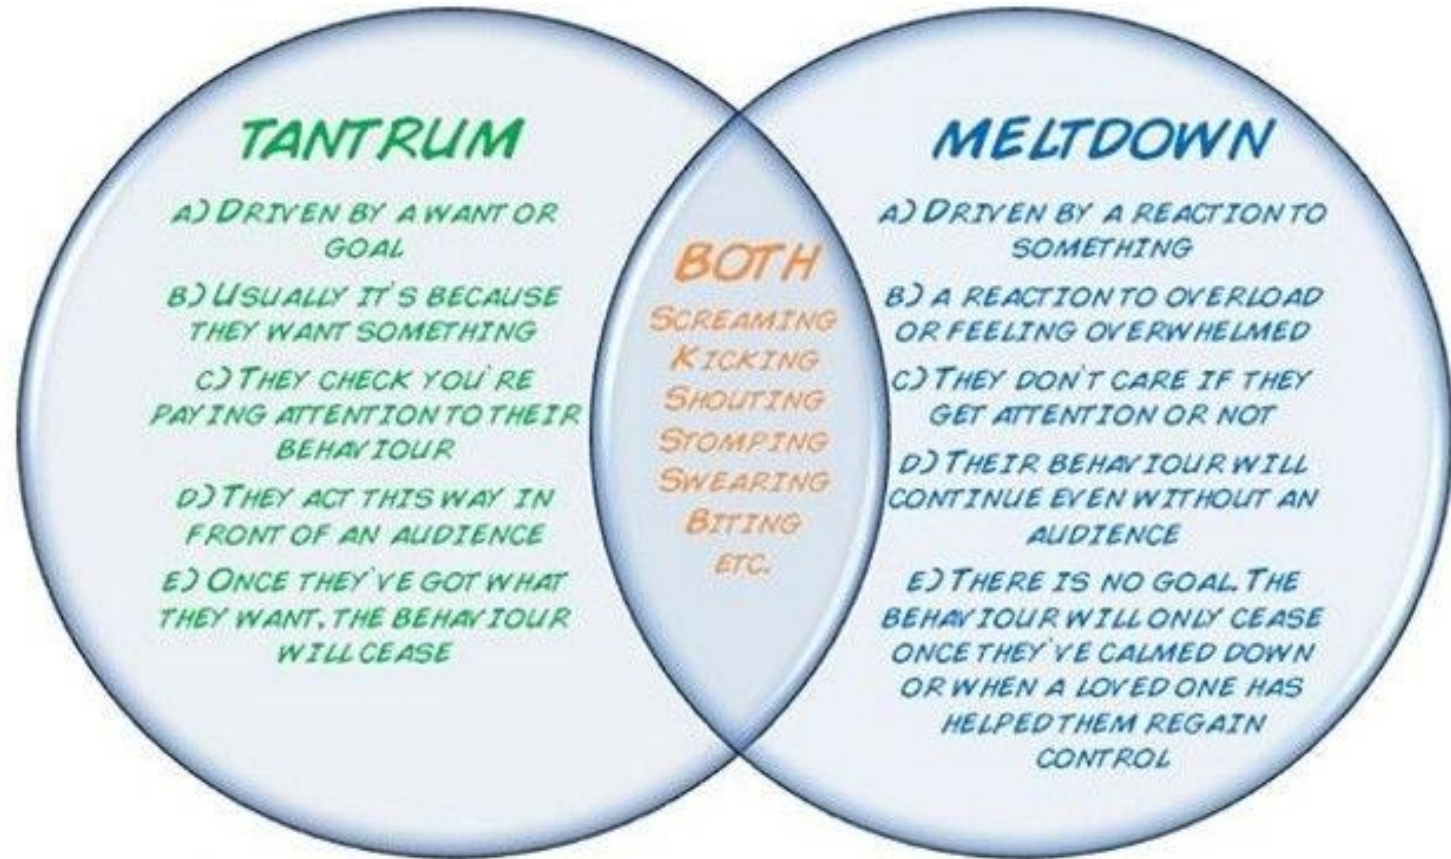 TANTRUM
A) DRIVEN BY A WANT OR
GOAL
B) USUALLY IT'S BECAUSE
THEY WANT SOMETHING
C) THEY CHECK YOU'RE
PAYING ATTENTION TO THEIR
BEHAVIOUR
D) THEY ACT THIS WAY IN
FRONT OF AN AUDIENCE
E) ONCE THEY'VE GOT WHAT
THEY WANT, THE BEHAVIOUR
WILL CEASE
BOTH
SCREAMING
KICKING
SHOUTING
STOMPING
SWEARING
BITING
ETC.
MELTDOWN
A) DRIVEN BY A REACTION TO
SOMETHING
B) A REACTION TO OVERLOAD
OR FEELING OVERWHELMED
C) THEY DON'T CARE IF THEY
GET ATTENTION OR NOT
D) THEIR BEHAVIOUR WILL
CONTINUE EVEN WITHOUT AN
AUDIENCE
E) THERE IS NO GOAL. THE
BEHAVIOUR WILL ONLY CEASE
ONCE THEY'VE CALMED DOWN
OR WHEN A LOVED ONE HAS
HELPED THEM REGAIN
CONTROL